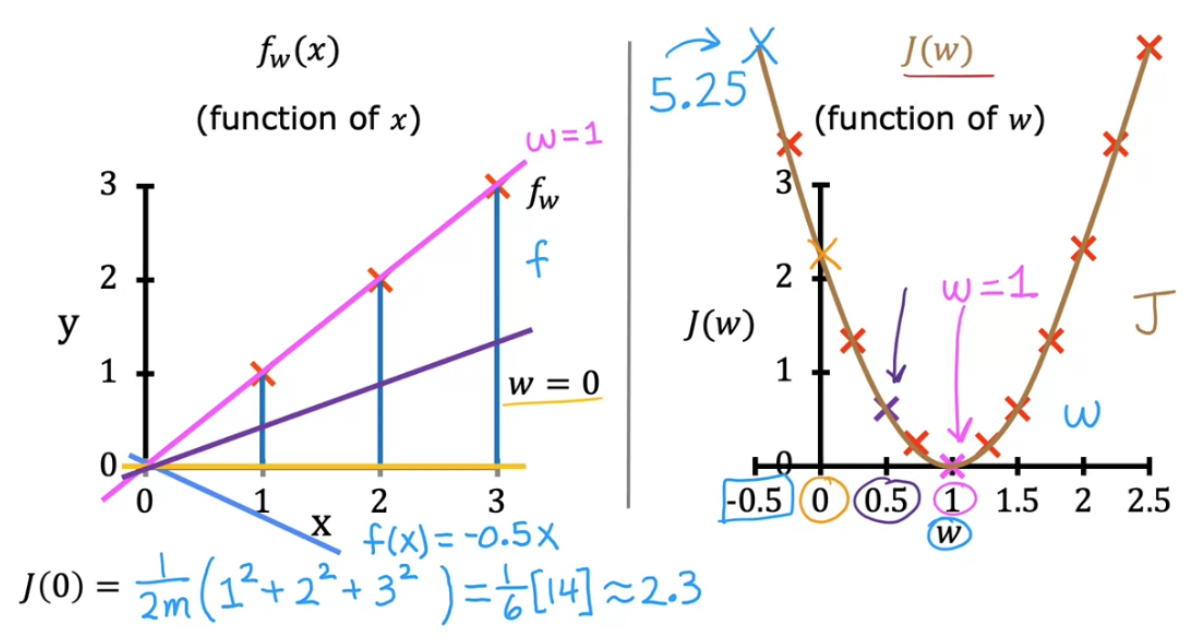 f_w(x)
(function of x)
w=1
3
f_w
f
2
y
1
w = 0
0
0 1 2 3
x
f(x) = -0.5x
J(0) = 1/2m (1² + 2² + 3² ) = 1/6 [14] ≈ 2.3
5.25
J(w)
(function of w)
3
2
w=1
J
J(w)
1
w
0
-0.5 0 0.5 1 1.5 2 2.5
w